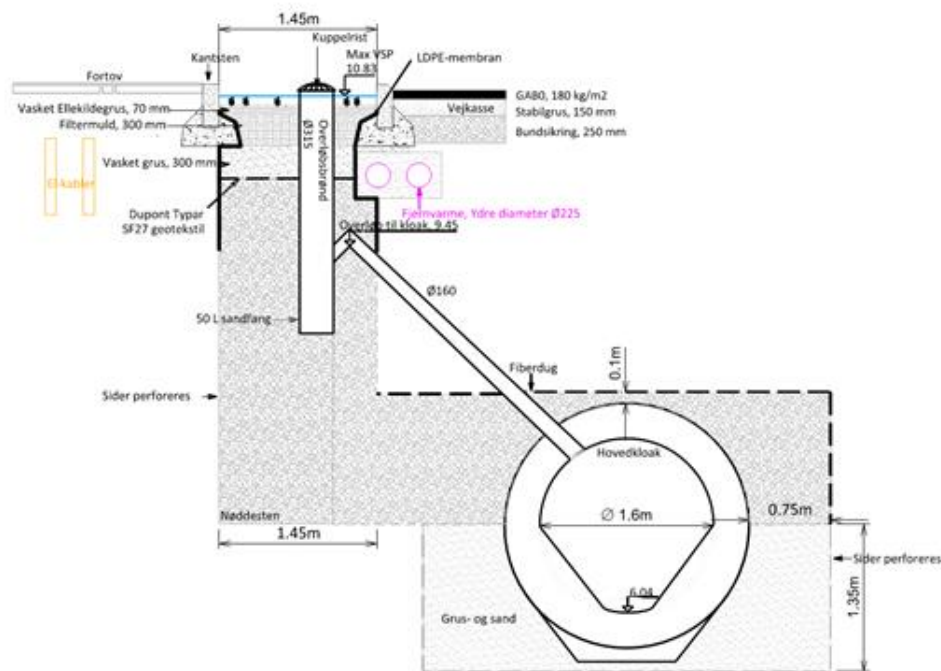 1.45m
Kuppelrist
Kantsten
Max VSP
10.83
LDPE-membran
Fortov
GAB0, 180 kg/m2
Vejkasse
Stabilgrus, 150 mm
Bundsikring, 250 mm
Vasket Ellekildegrus, 70 mm
Filtermuld, 300 mm
Overløbsbrønd
Ø315
Vasket grus, 300 mm
El-kabler
Fjernvarme, Ydre diameter Ø225
Dupont Typar
SF27 geotekstil
Overløb til kloak, 9.45
Ø160
50 L sandfang
Fiberdug
0.1m
Sider perforeres
Hovedkloak
Nøddesten
∅ 1.6m
0.75m
1.45m
Sider perforeres
6.04
1.35m
Grus- og sand